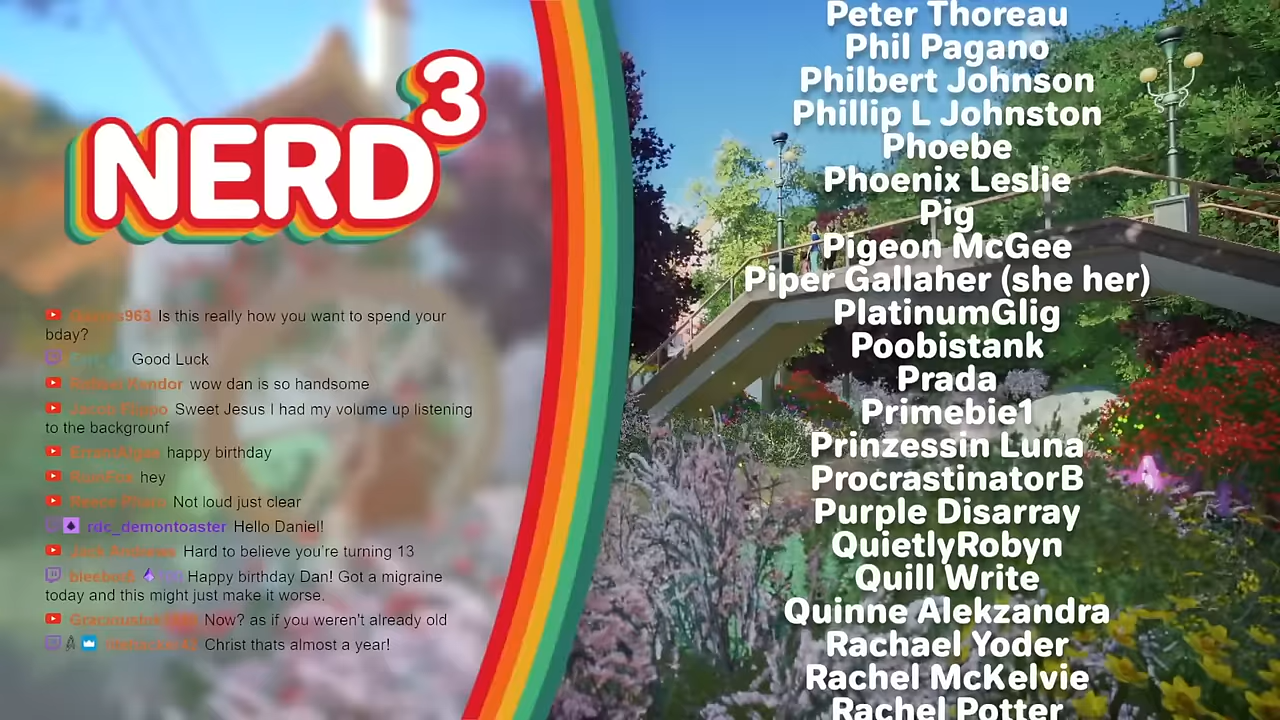 NERD³
Is this really how you want to spend your
bday?
Good Luck
wow dan is so handsome
Sweet Jesus I had my volume up listening
to the backgrounf
happy birthday
hey
Not loud just clear
rdc_demontoaster Hello Daniel!
Hard to believe you're turning 13
Happy birthday Dan! Got a migraine
today and this might just make it worse.
Now? as if you weren't already old
Christ thats almost a year!
Peter Thoreau
Phil Pagano
Philbert Johnson
Phillip L Johnston
Phoebe
Phoenix Leslie
Pig
Pigeon McGee
Piper Gallaher (she her)
PlatinumGlig
Poobistank
Prada
Primebie1
Prinzessin Luna
ProcrastinatorB
Purple Disarray
QuietlyRobyn
Quill Write
Quinne Alekzandra
Rachael Yoder
Rachel McKelvie
Rachel Potter